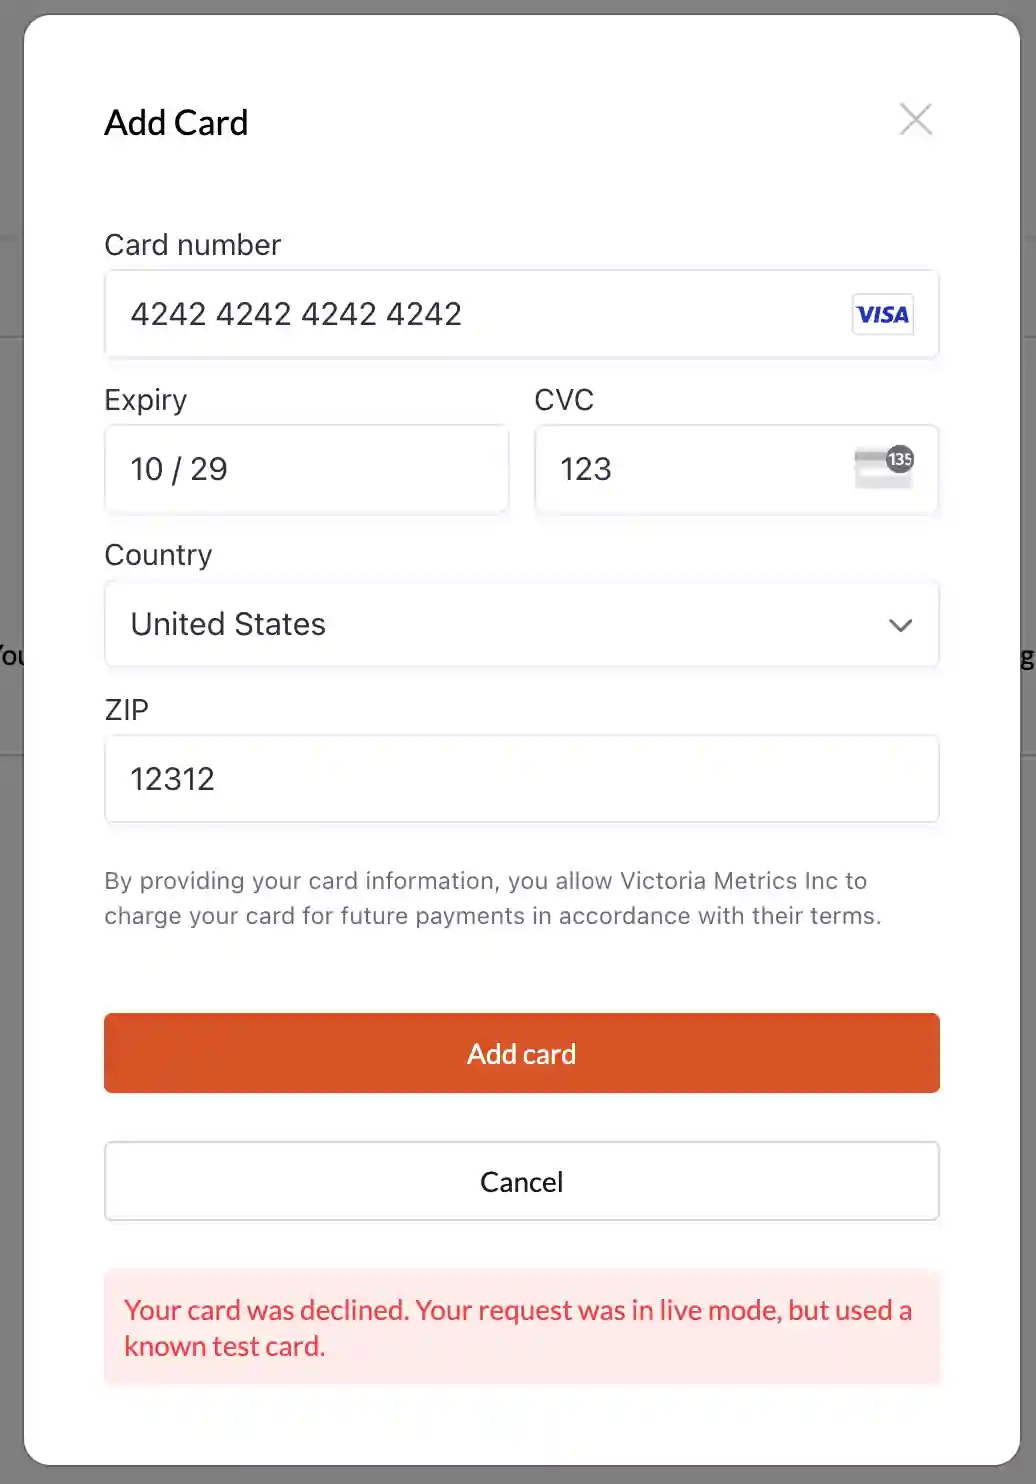 Add Card
Card number
4242 4242 4242 4242
VISA
Expiry
CVC
10 / 29
123
135
Country
United States
ZIP
12312
By providing your card information, you allow Victoria Metrics Inc to
charge your card for future payments in accordance with their terms.
Add card
Cancel
Your card was declined. Your request was in live mode, but used a
known test card.